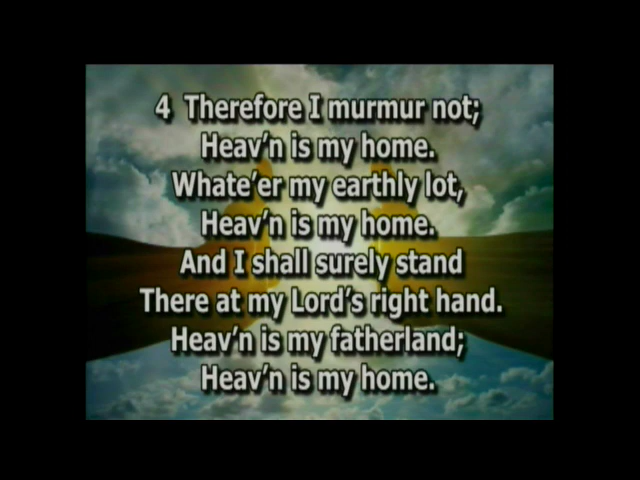 4 Therefore I murmur not;
Heav'n is my home.
Whate'er my earthly lot,
Heav'n is my home.
And I shall surely stand
There at my Lord's right hand.
Heav'n is my fatherland;
Heav'n is my home.